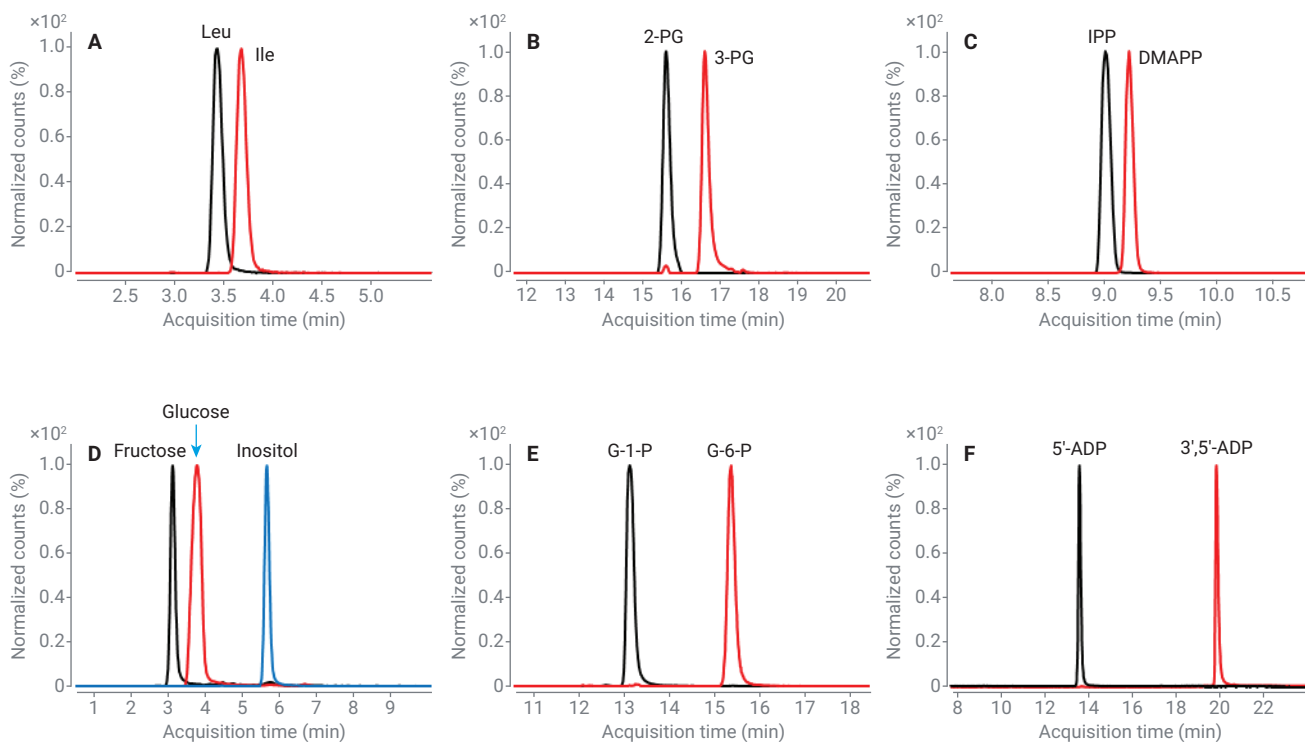 A
×10²
Leu
Ile
1.0
0.8
0.6
0.4
0.2
0
Normalized counts (%)
2.5 3.0 3.5 4.0 4.5 5.0
Acquisition time (min)
B
×10²
2-PG
3-PG
1.0
0.8
0.6
0.4
0.2
0
Normalized counts (%)
12 13 14 15 16 17 18 19 20
Acquisition time (min)
C
×10²
IPP
DMAPP
1.0
0.8
0.6
0.4
0.2
0
Normalized counts (%)
8.0 8.5 9.0 9.5 10.0 10.5
Acquisition time (min)
D
×10²
Glucose
Fructose
Inositol
1.0
0.8
0.6
0.4
0.2
0
Normalized counts (%)
1 2 3 4 5 6 7 8 9
Acquisition time (min)
E
×10²
G-1-P
G-6-P
1.0
0.8
0.6
0.4
0.2
0
Normalized counts (%)
11 12 13 14 15 16 17 18
Acquisition time (min)
F
×10²
5'-ADP
3',5'-ADP
1.0
0.8
0.6
0.4
0.2
0
Normalized counts (%)
8 10 12 14 16 18 20 22
Acquisition time (min)